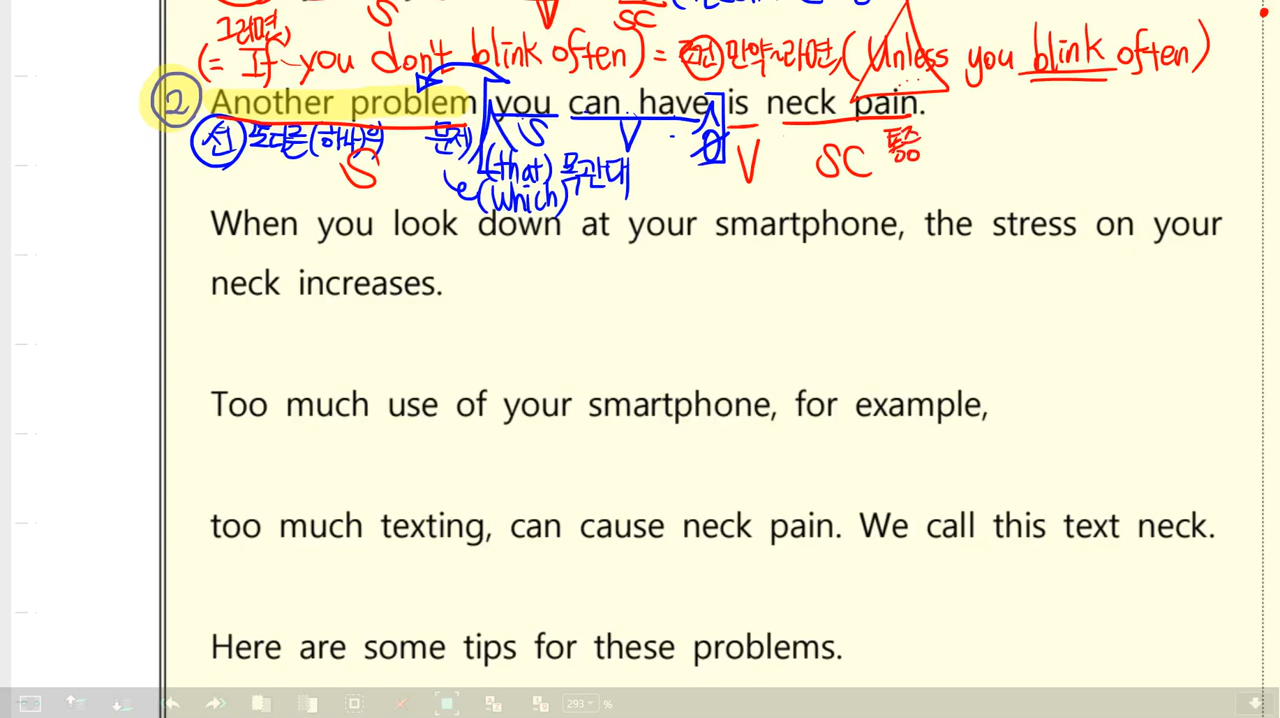 S V SC
그러면,
(= If you don't blink often) = 접 만약~라면, (Unless you blink often)
② Another problem you can have is neck pain.
선 또다른(하나의) 문제 S V O V SC 통증
S (that) 목관대
(which)
When you look down at your smartphone, the stress on your
neck increases.
Too much use of your smartphone, for example,
too much texting, can cause neck pain. We call this text neck.
Here are some tips for these problems.
293 %